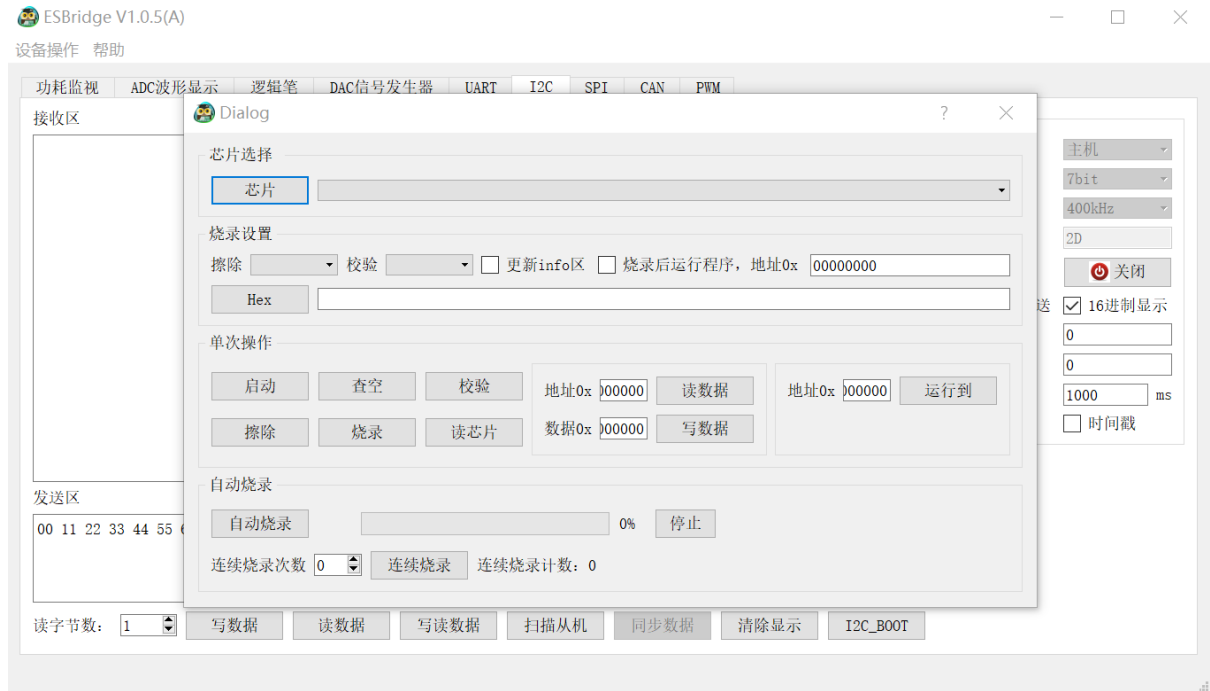 ESBridge V1.0.5(A)
设备操作 帮助
功耗监视 ADC波形显示 逻辑笔 DAC信号发生器 UART I2C SPI CAN PWM
接收区
Dialog
?
芯片选择
芯片
烧录设置
擦除 校验 更新info区 烧录后运行程序，地址0x 00000000
Hex
单次操作
启动 查空 校验
擦除 烧录 读芯片
地址0x 000000 读数据
数据0x 000000 写数据
地址0x 000000 运行到
自动烧录
自动烧录 0% 停止
连续烧录次数 0 连续烧录 连续烧录计数：0
主机
7bit
400kHz
2D
关闭
送 16进制显示
0
0
1000 ms
时间戳
发送区
00 11 22 33 44 55
读字节数： 1 写数据 读数据 写读数据 扫描从机 同步数据 清除显示 I2C_BOOT